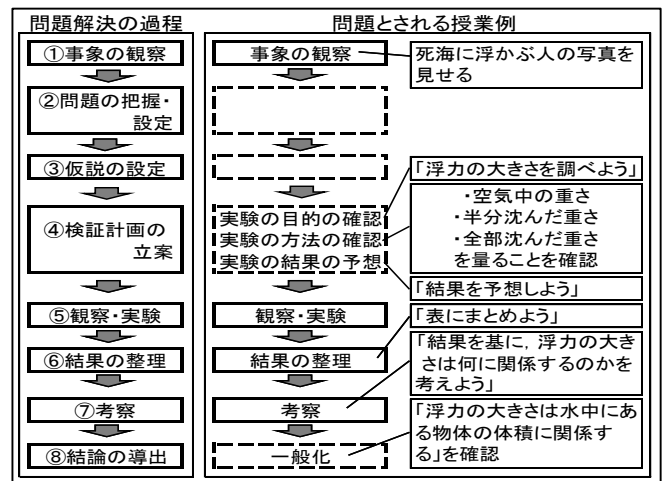 問題解決の過程
問題とされる授業例
①事象の観察
②問題の把握・
設定
③仮説の設定
④検証計画の
立案
⑤観察・実験
⑥結果の整理
⑦考察
⑧結論の導出
事象の観察
実験の目的の確認
実験の方法の確認
実験の結果の予想
観察・実験
結果の整理
考察
一般化
死海に浮かぶ人の写真を
見せる
「浮力の大きさを調べよう」
・空気中の重さ
・半分沈んだ重さ
・全部沈んだ重さ
を量ることを確認
「結果を予想しよう」
「表にまとめよう」
「結果を基に，浮力の大き
さは何に関係するのかを
考えよう」
「浮力の大きさは水中にあ
る物体の体積に関係す
る」を確認